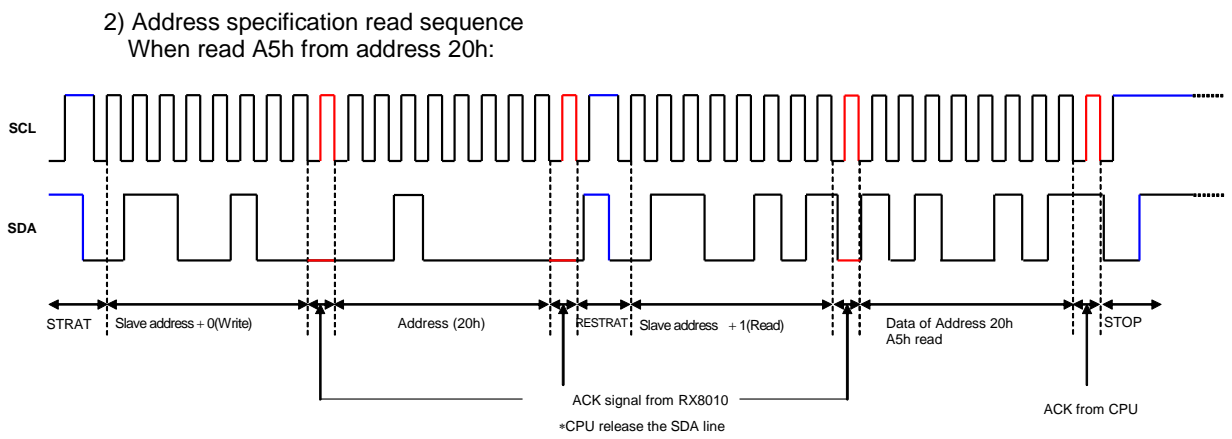 2) Address specification read sequence
When read A5h from address 20h:
SCL
SDA
STRAT
Slave address + 0(Write)
Address (20h)
RESTRAT
Slave address + 1(Read)
Data of Address 20h
A5h read
STOP
ACK signal from RX8010
*CPU release the SDA line
ACK from CPU